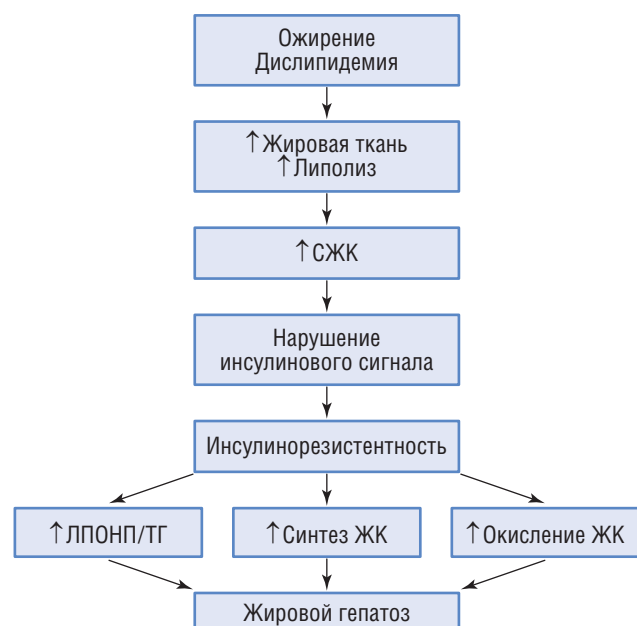 Ожирение
Дислипидемия
↑Жировая ткань
↑Липолиз
↑СЖК
Нарушение
инсулинового сигнала
Инсулинорезистентность
↑ЛПОНП/ТГ
↑Синтез ЖК
↑Окисление ЖК
Жировой гепатоз